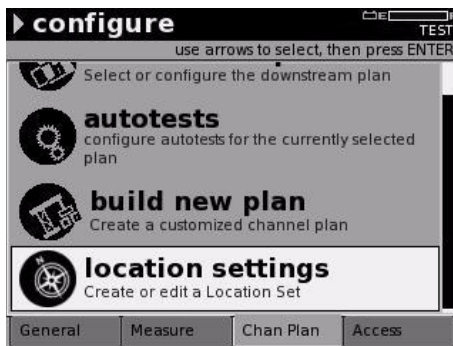 configure
E
TEST
use arrows to select, then press ENTER
Select or configure the downstream plan
autotests
configure autotests for the currently selected
plan
build new plan
Create a customized channel plan
location settings
Create or edit a Location Set
General Measure Chan Plan Access